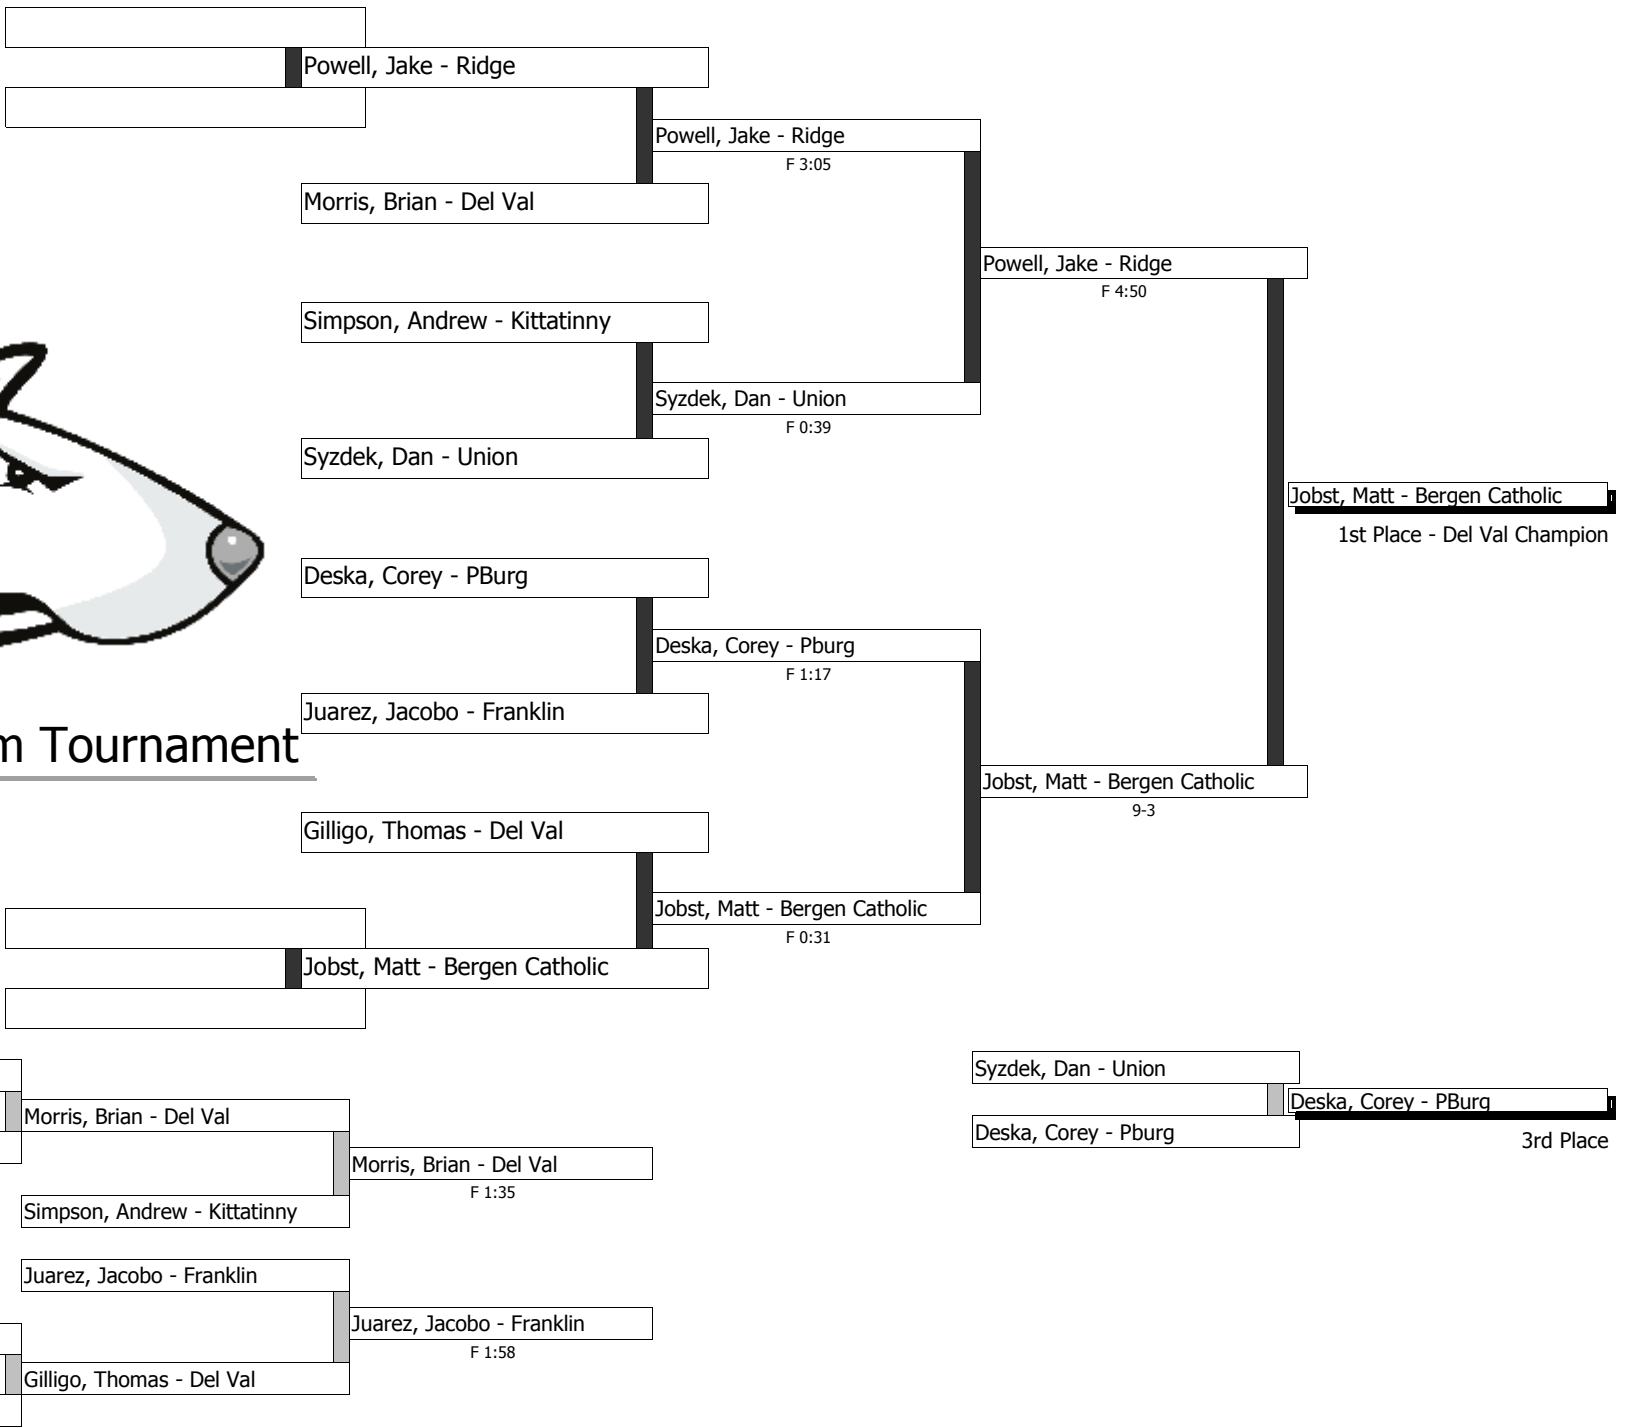 Powell, Jake - Ridge
Powell, Jake - Ridge
F 3:05
Morris, Brian - Del Val
Powell, Jake - Ridge
F 4:50
Simpson, Andrew - Kittatinny
Syzdek, Dan - Union
F 0:39
Syzdek, Dan - Union
Jobst, Matt - Bergen Catholic
1st Place - Del Val Champion
Deska, Corey - PBurg
Deska, Corey - Pburg
F 1:17
Juarez, Jacobo - Franklin
m Tournament
Jobst, Matt - Bergen Catholic
9-3
Gilligo, Thomas - Del Val
Jobst, Matt - Bergen Catholic
F 0:31
Jobst, Matt - Bergen Catholic
Syzdek, Dan - Union
Deska, Corey - PBurg
Deska, Corey - Pburg
3rd Place
Morris, Brian - Del Val
Morris, Brian - Del Val
F 1:35
Simpson, Andrew - Kittatinny
Juarez, Jacobo - Franklin
Juarez, Jacobo - Franklin
F 1:58
Gilligo, Thomas - Del Val